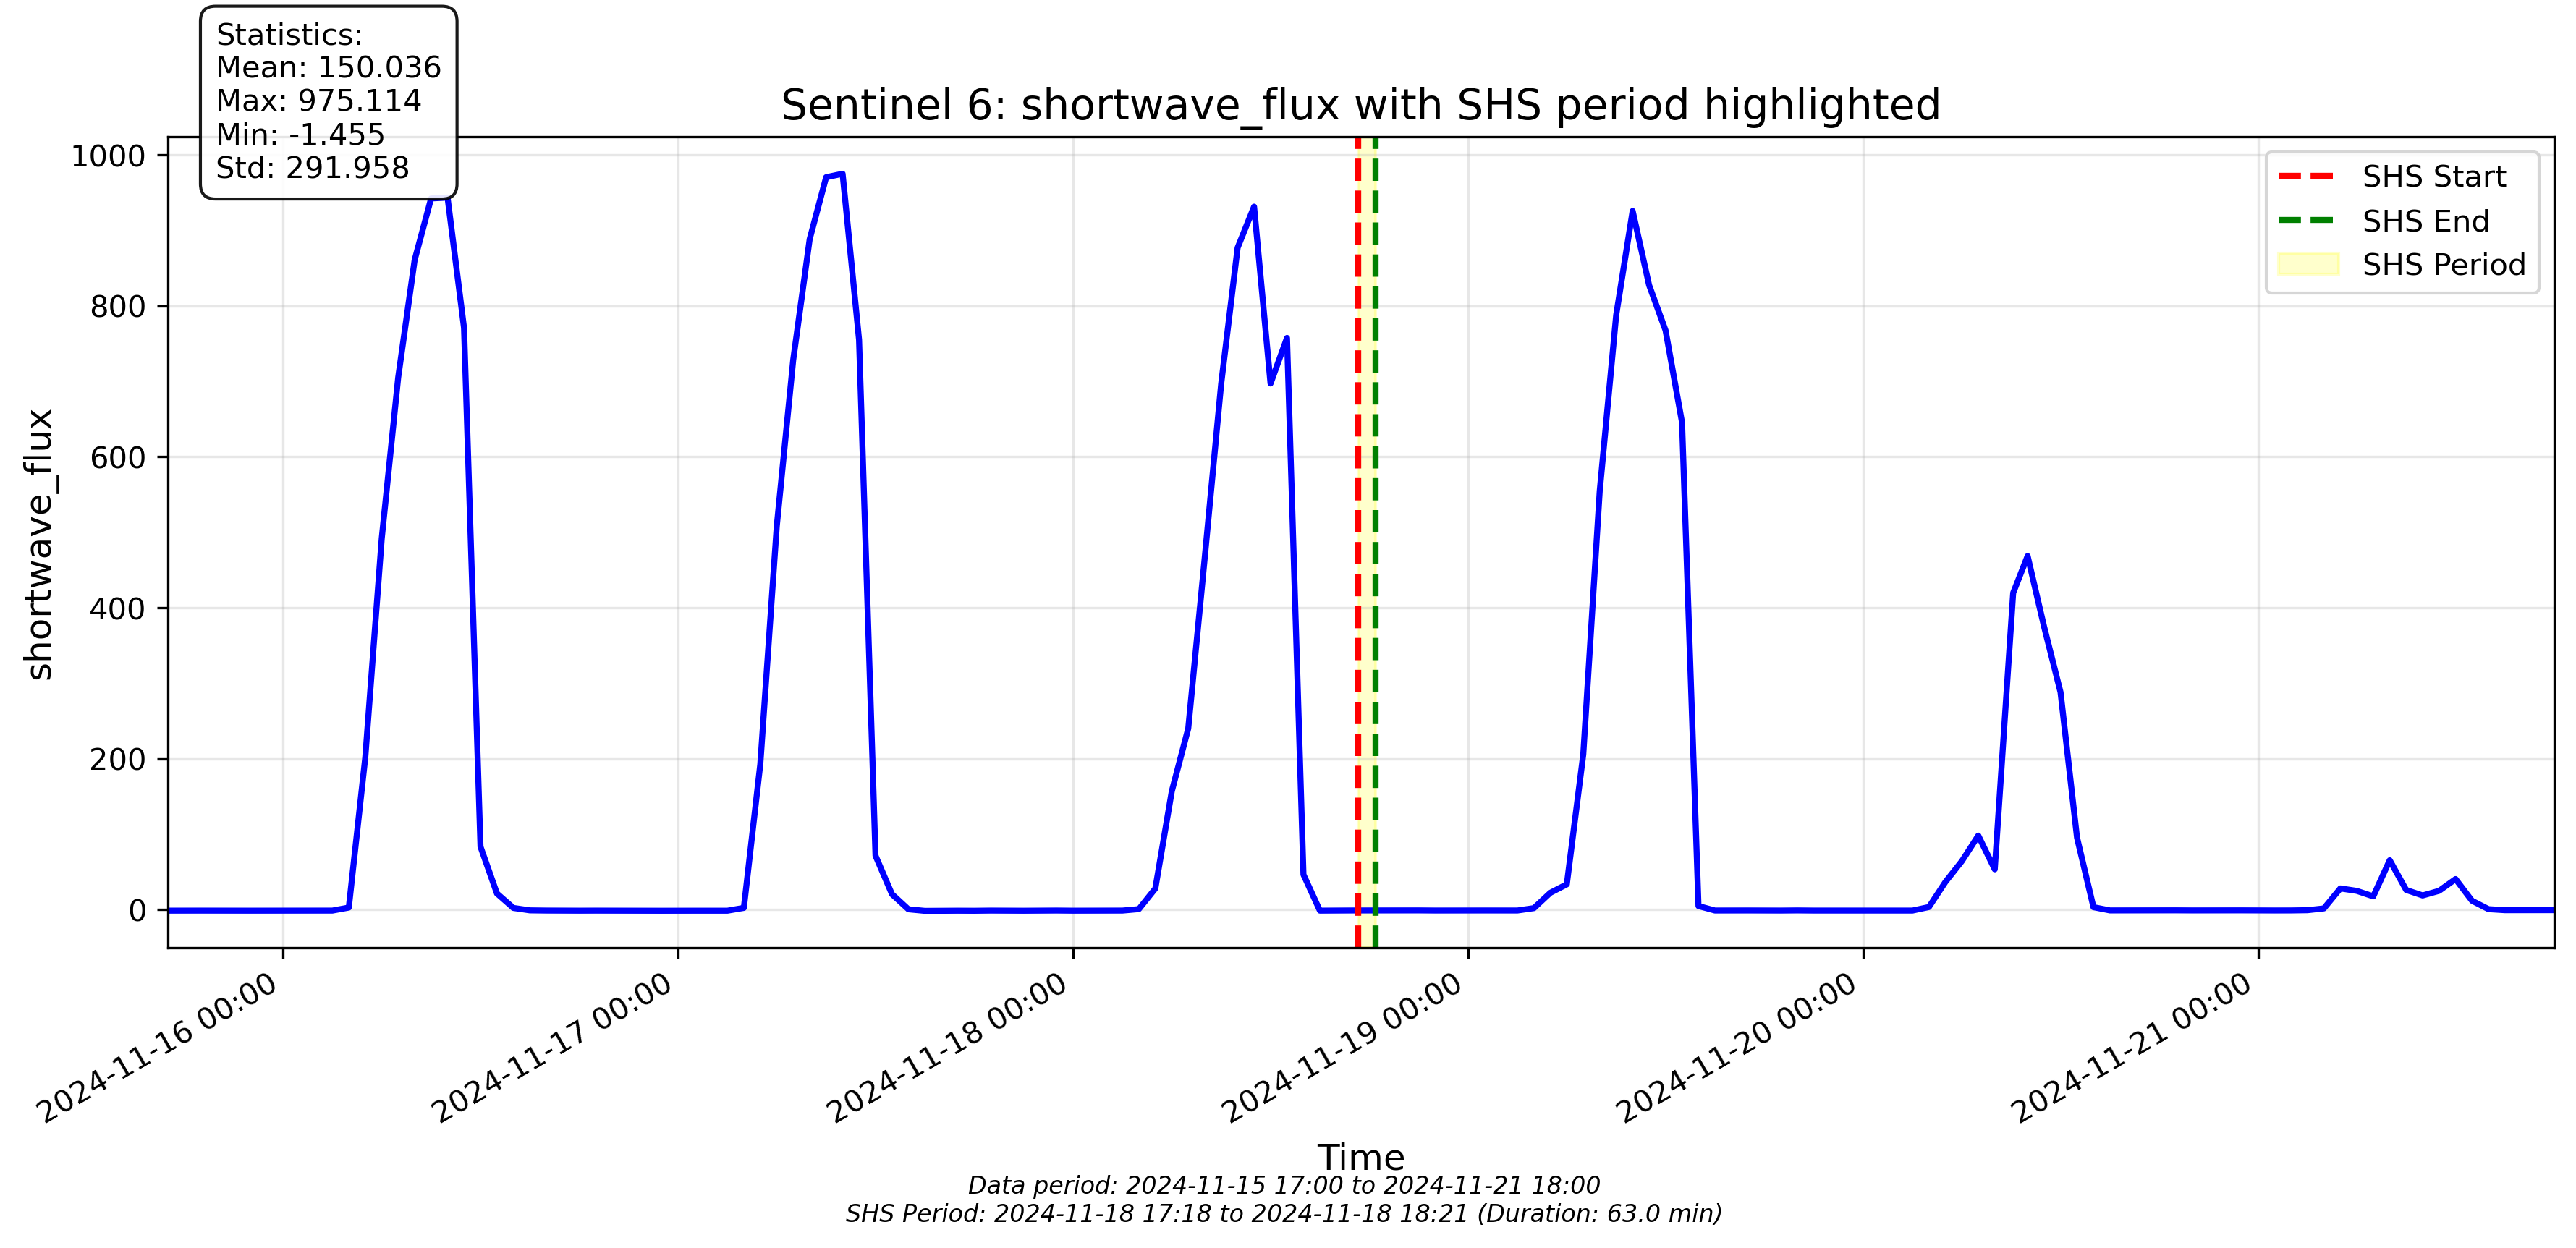 Statistics:
Mean: 150.036
Max: 975.114
Min: -1.455
Std: 291.958
Sentinel 6: shortwave_flux with SHS period highlighted
SHS Start
SHS End
SHS Period
shortwave_flux
1000
800
600
400
200
0
2024-11-16 00:00
2024-11-17 00:00
2024-11-18 00:00
2024-11-19 00:00
2024-11-20 00:00
2024-11-21 00:00
Time
Data period: 2024-11-15 17:00 to 2024-11-21 18:00
SHS Period: 2024-11-18 17:18 to 2024-11-18 18:21 (Duration: 63.0 min)